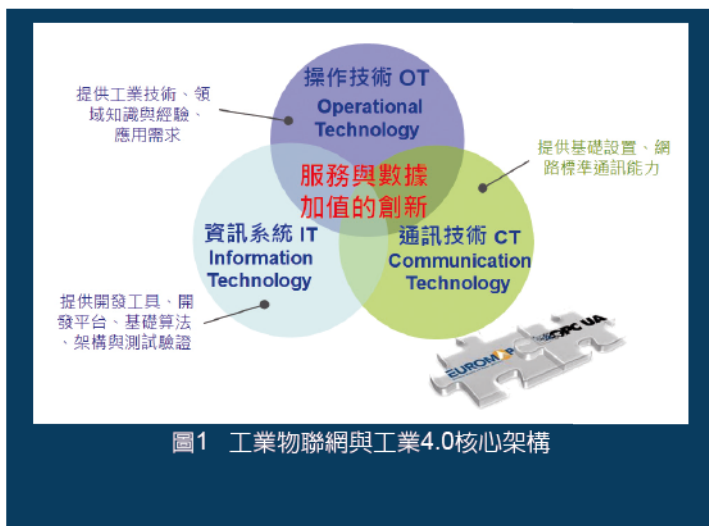 操作技術 OT
Operational
Technology
提供工業技術、領
域知識與經驗、
應用需求
提供基礎設置、網
路標準通訊能力
服務與數據
加值的創新
資訊系統 IT
Information
Technology
通訊技術 CT
Communication
Technology
提供開發工具、開
發平台、基礎算法
、架構與測試驗證
EUROMAP
OPC UA
圖1 工業物聯網與工業4.0核心架構